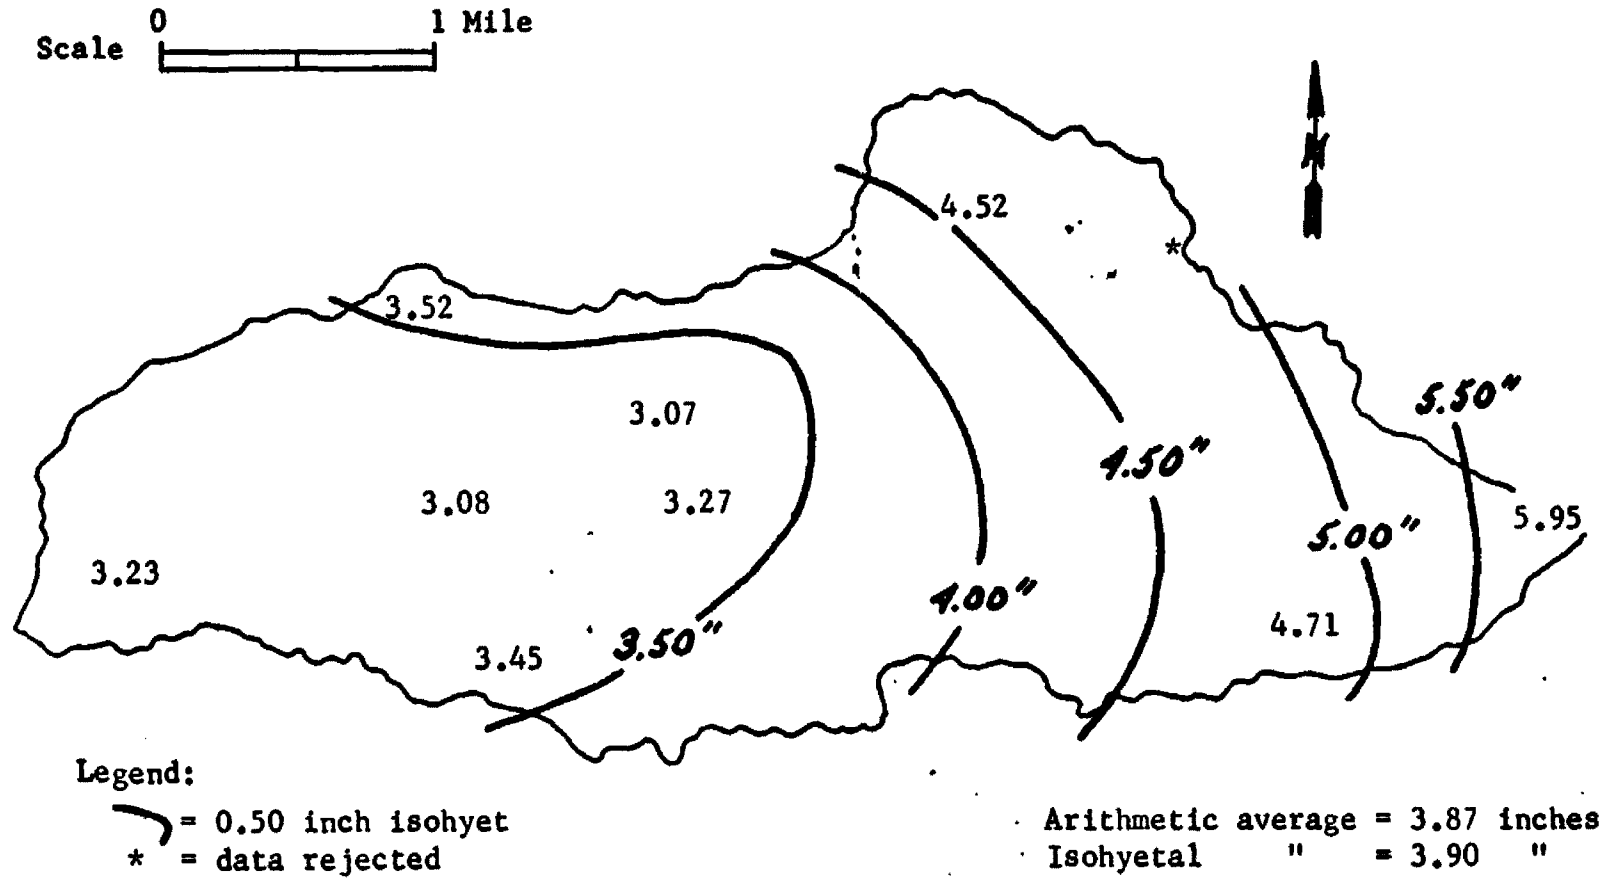 0 1 Mile
Scale
N
4.52
*
3.52
5.50"
3.07
4.50"
3.08 3.27
5.95
5.00"
3.23
4.00"
4.71
3.50"
3.45
Legend:
= 0.50 inch isohyet
* = data rejected
Arithmetic average = 3.87 inches
Isohyetal " = 3.90 "